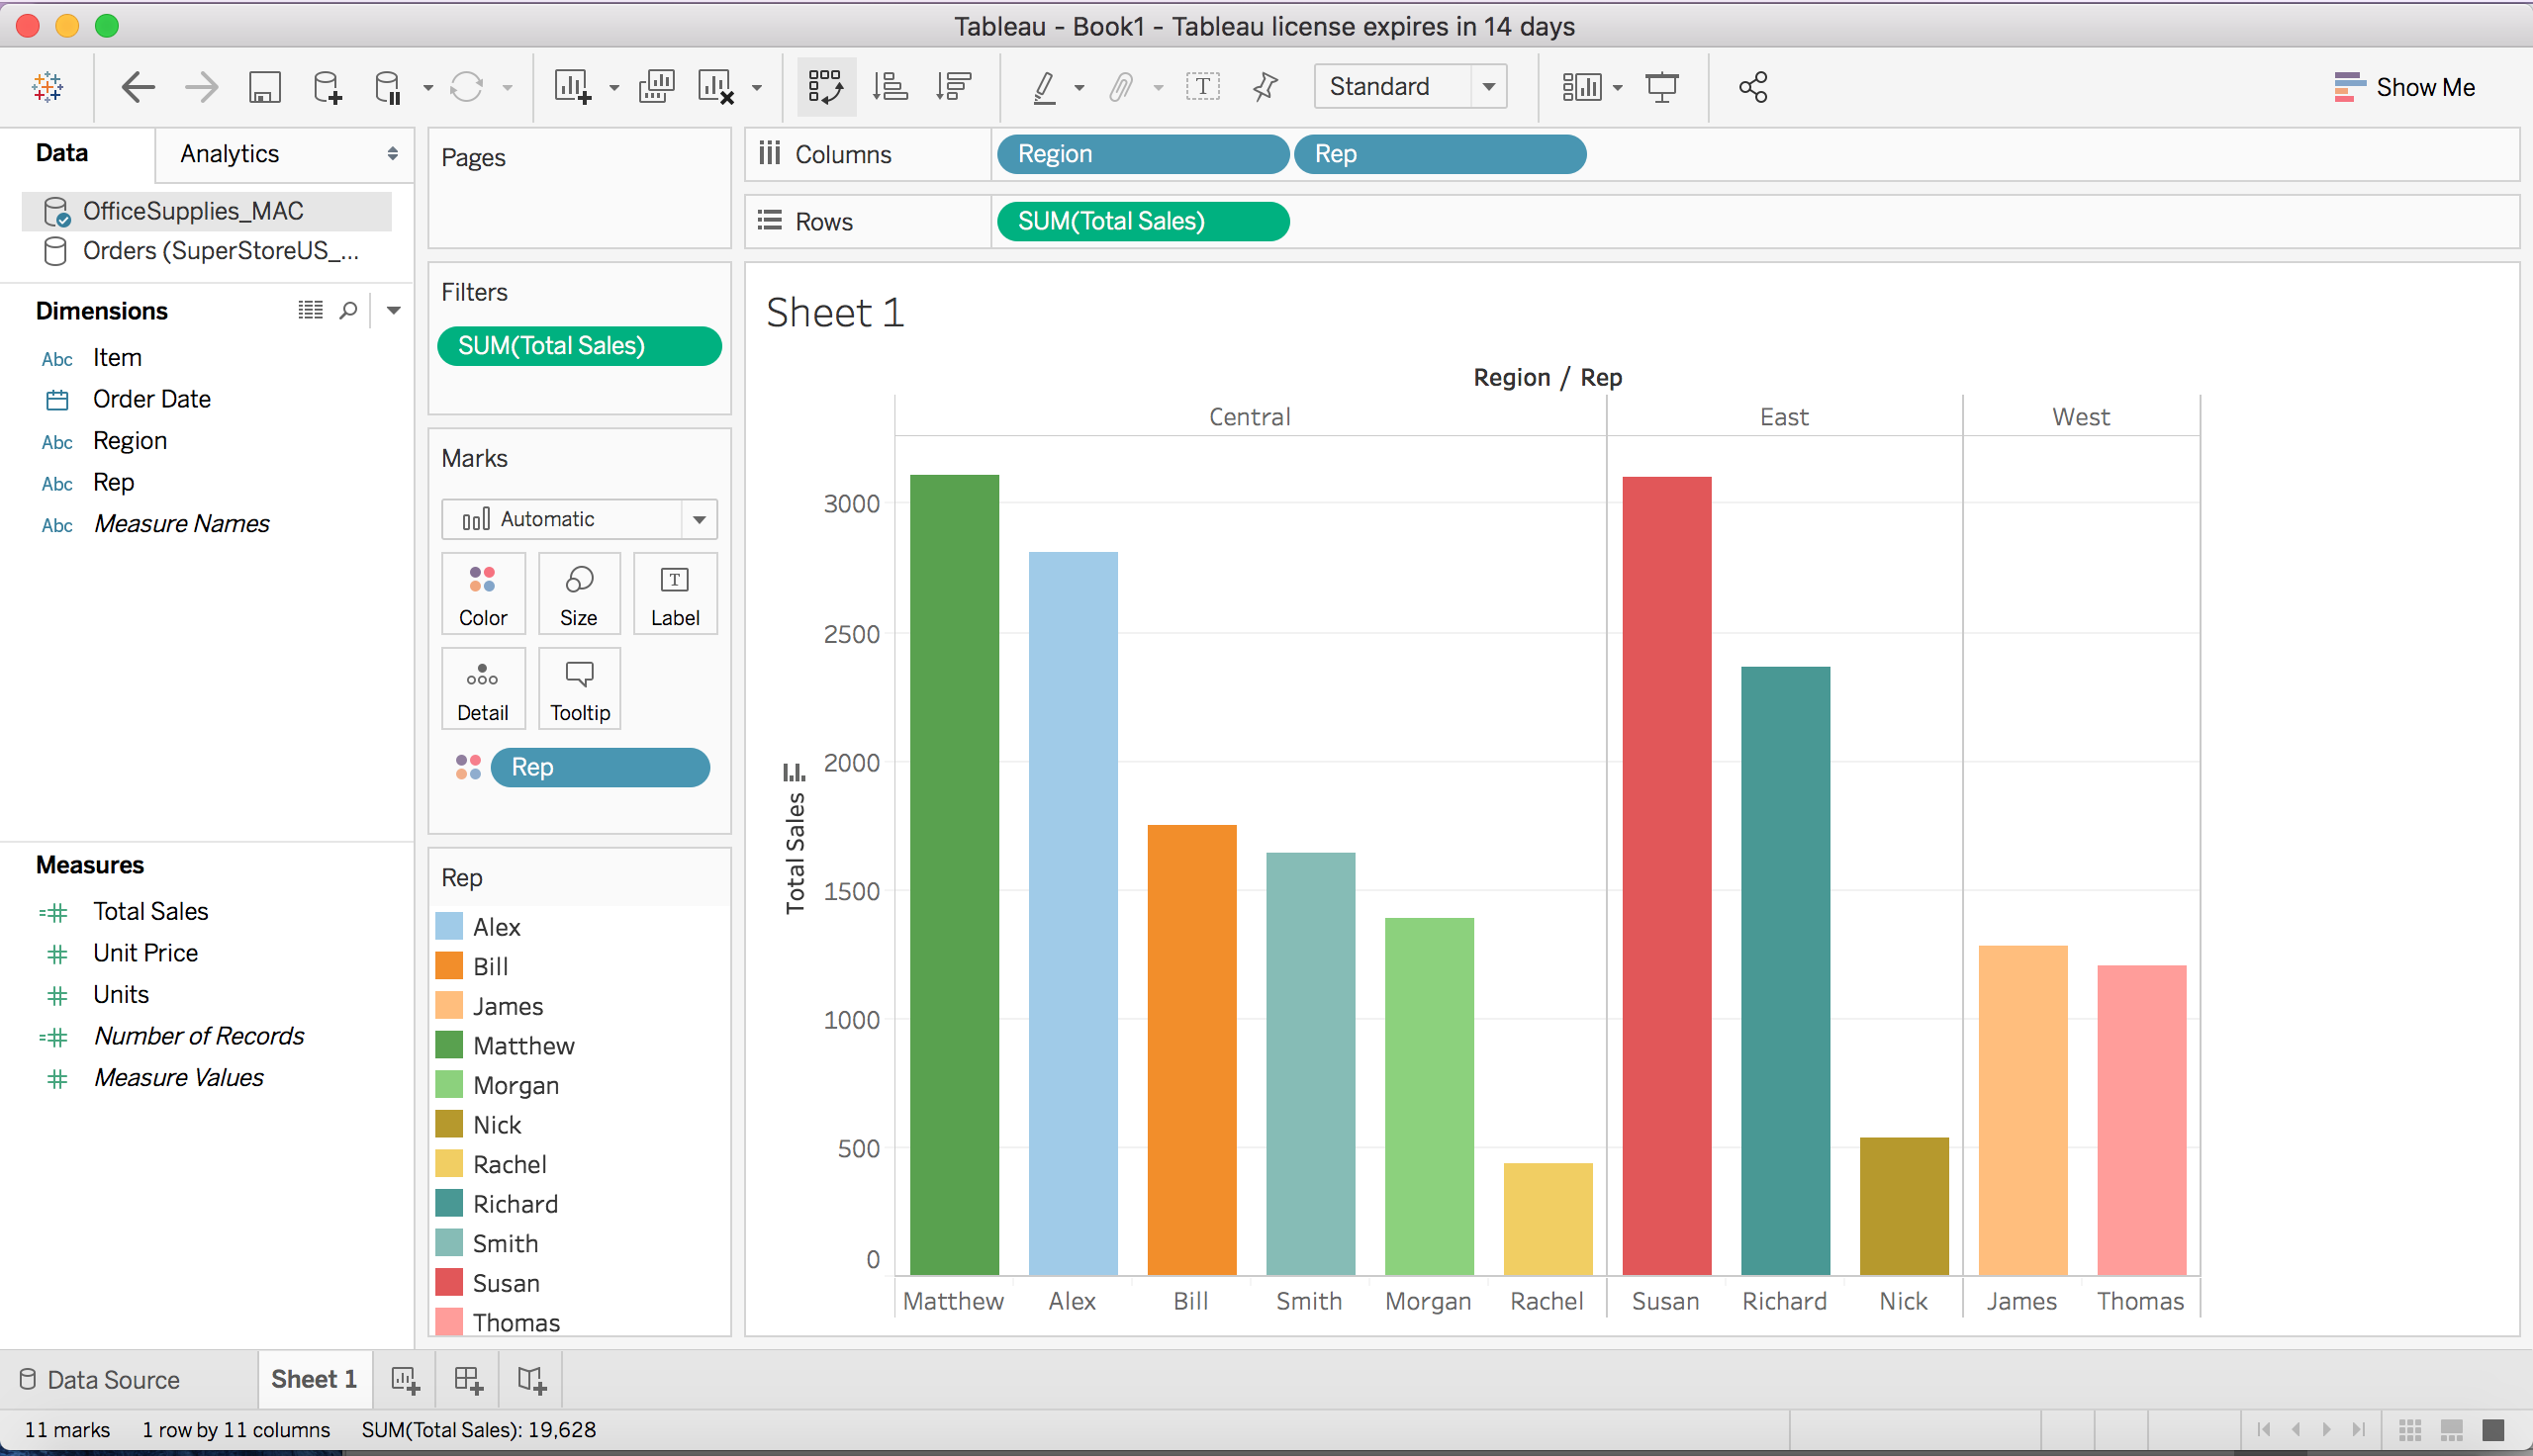 Tableau - Book1 - Tableau license expires in 14 days
Standard
Show Me
Data
Analytics
OfficeSupplies_MAC
Orders (SuperStoreUS_...
Dimensions
Abc Item
Order Date
Abc Region
Abc Rep
Abc Measure Names
Measures
Total Sales
Unit Price
Units
Number of Records
Measure Values
Pages
Filters
SUM(Total Sales)
Marks
Automatic
Color Size Label
Detail Tooltip
Rep
Rep
Alex
Bill
James
Matthew
Morgan
Nick
Rachel
Richard
Smith
Susan
Thomas
Columns Region Rep
Rows SUM(Total Sales)
Sheet 1
Region / Rep
Central East West
Total Sales
3000
2500
2000
1500
1000
500
0
Matthew Alex Bill Smith Morgan Rachel Susan Richard Nick James Thomas
Data Source Sheet 1
11 marks 1 row by 11 columns SUM(Total Sales): 19,628